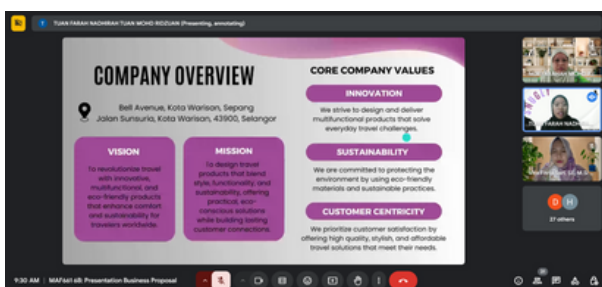 TUAN FARAH NADHIRAH TUAN MOHD RIDZUAN (Presenting, annotating)
COMPANY OVERVIEW
Bell Avenue, Kota Warisan, Sepang
Jalan Sunsuria, Kota Warisan, 43900, Selangor
VISION
To revolutionize travel
with innovative,
multifunctional, and
eco-friendly products
that enhance comfort
and sustainability for
travelers worldwide.
MISSION
To design travel
products that blend
style, functionality, and
sustainability, offering
practical, eco-
conscious solutions
while building lasting
customer connections.
CORE COMPANY VALUES
INNOVATION
We strive to design and deliver
multifunctional products that solve
everyday travel challenges.
SUSTAINABILITY
We are committed to protecting the
environment by using eco-friendly
materials and sustainable practices.
CUSTOMER CENTRICITY
We prioritize customer satisfaction by
offering high quality, stylish, and affordable
travel solutions that meet their needs.
TUAN FARAH NADHI
D
H
27 others
9:30 AM | MAF661 6B: Presentation Business Proposal